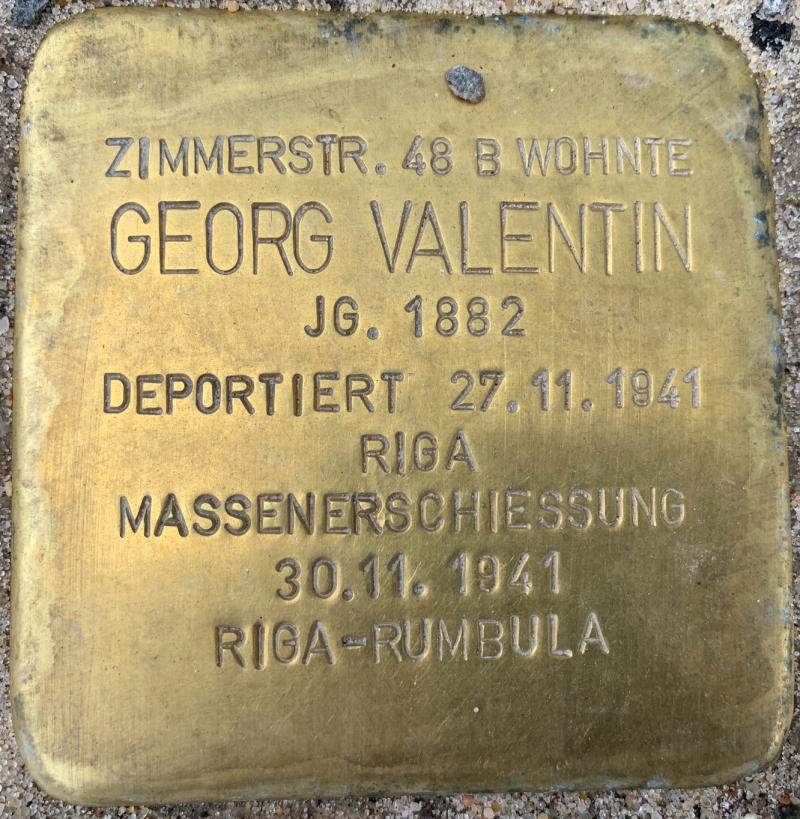 ZIMMERSTR. 48 B WOHNTE
GEORG VALENTIN
JG. 1882
DEPORTIERT 27.11.1941
RIGA
MASSENERSCHIESSUNG
30.11.1941
RIGA-RUMBULA